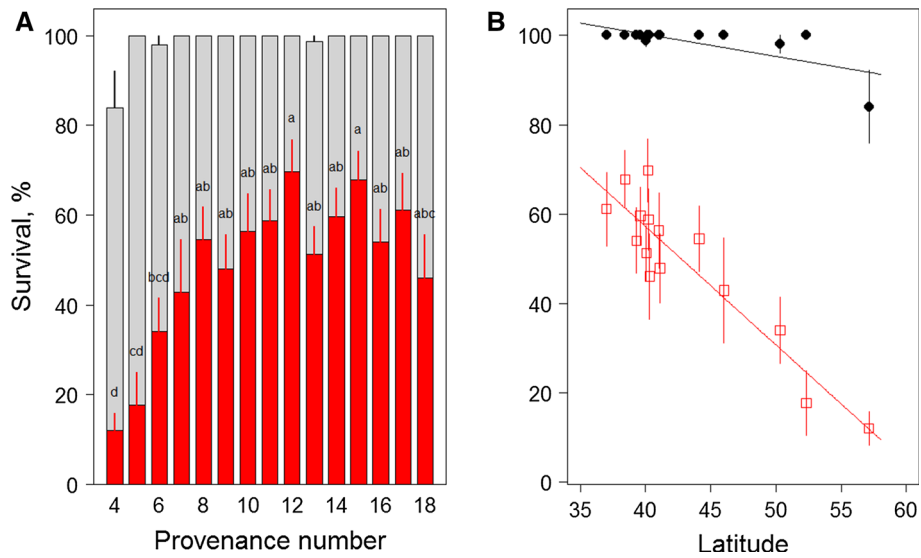 A
100
80
60
40
20
0
Survival, %
d
cd
bcd
ab
ab
ab
ab
ab
a
ab
ab
a
ab
ab
abc
4 6 8 10 12 14 16 18
Provenance number
B
100
80
60
40
20
0
35 40 45 50 55 60
Latitude